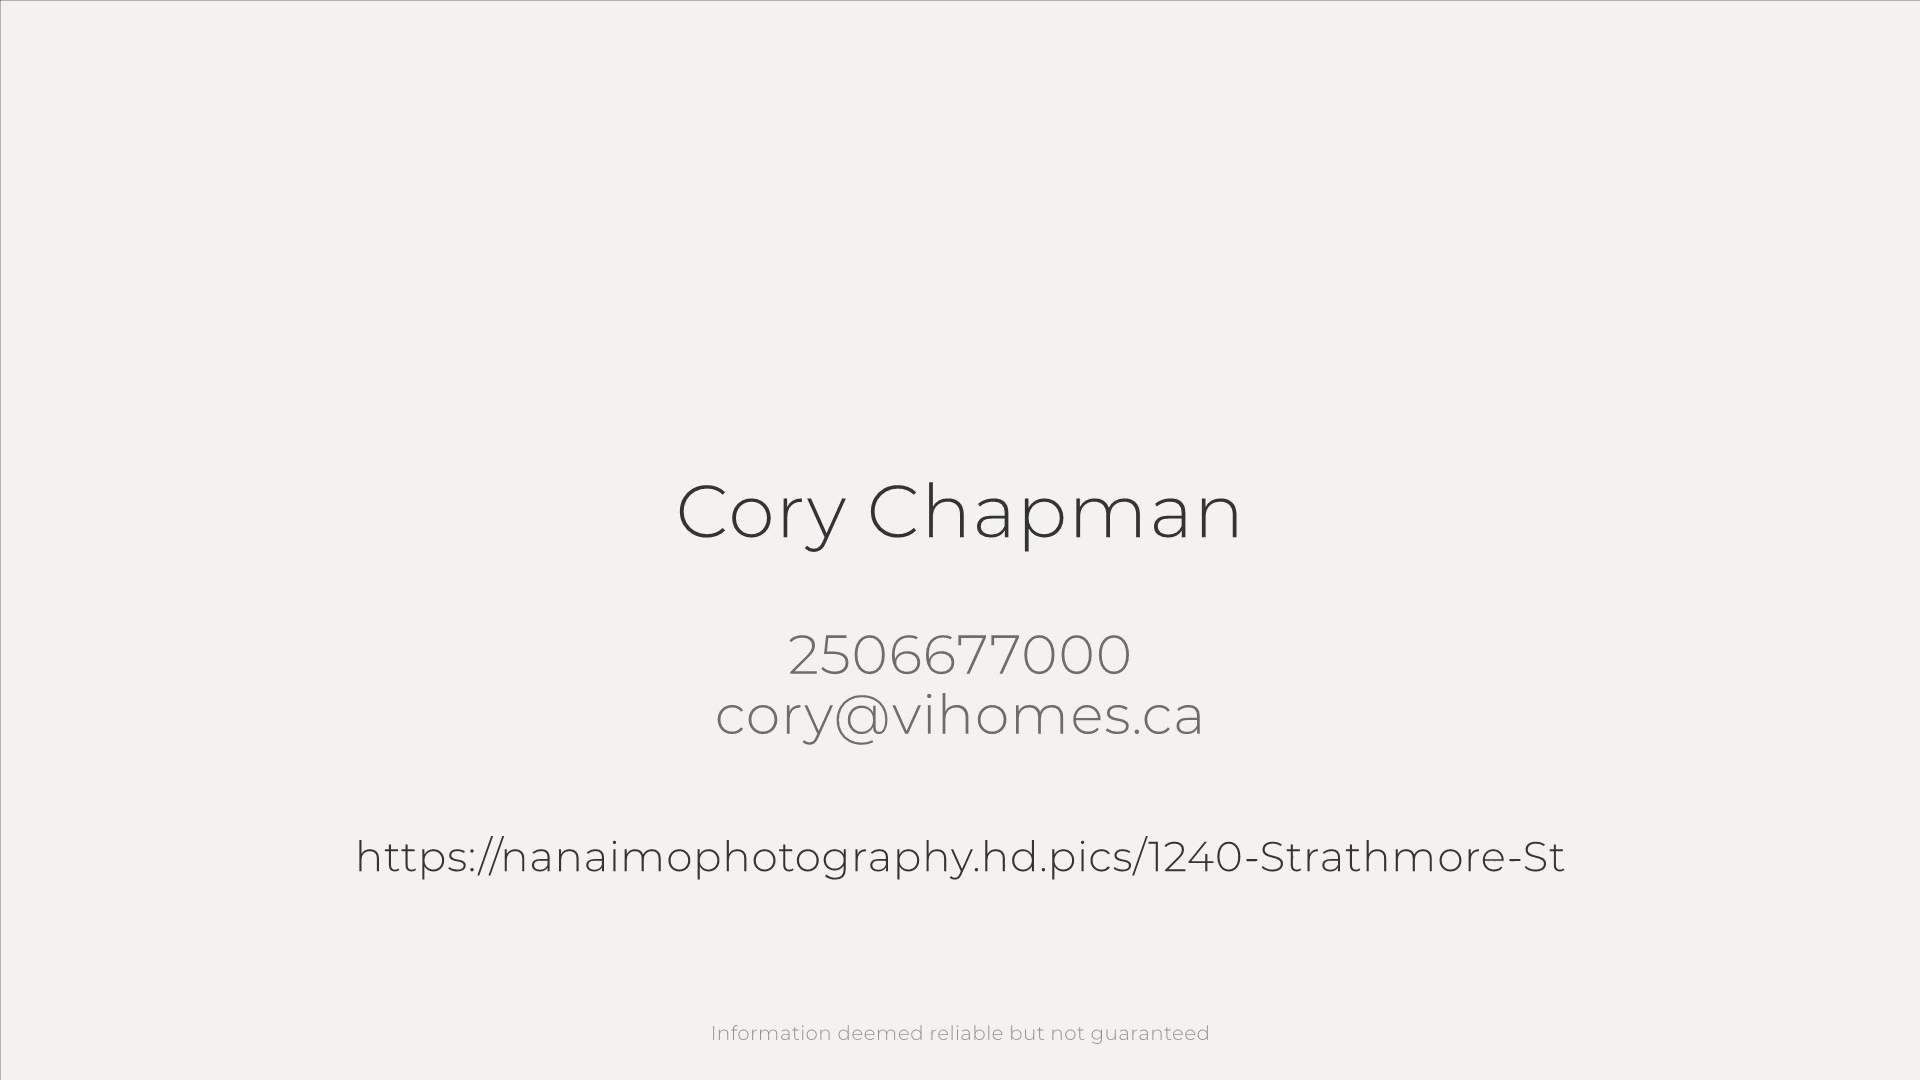 Cory Chapman
2506677000
cory@vihomes.ca
https://nanaimophotography.hd.pics/1240-Strathmore-St
Information deemed reliable but not guaranteed